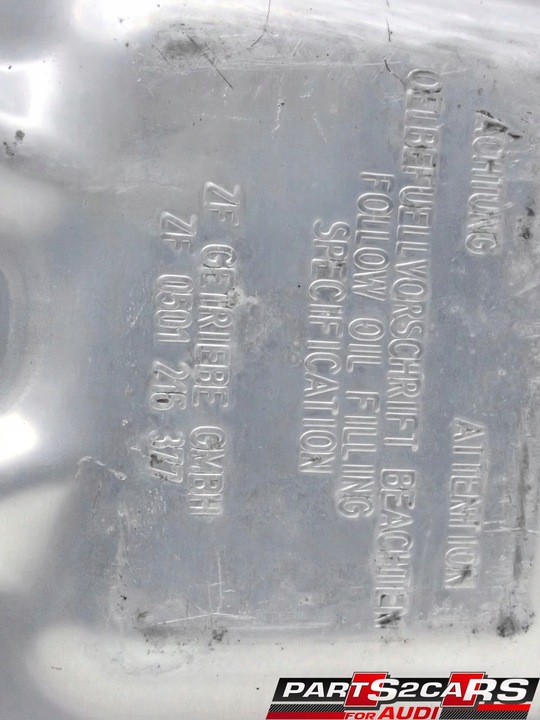 ACHTUNG ATTENTION
OELBEFUELLVORSCHRIFT BEACHTEN
FOLLOW OIL FILLING
SPECIFICATION
ZF GETRIEBE GMBH
ZF 0501 216 377
PARTS2CARS
FOR AUDI